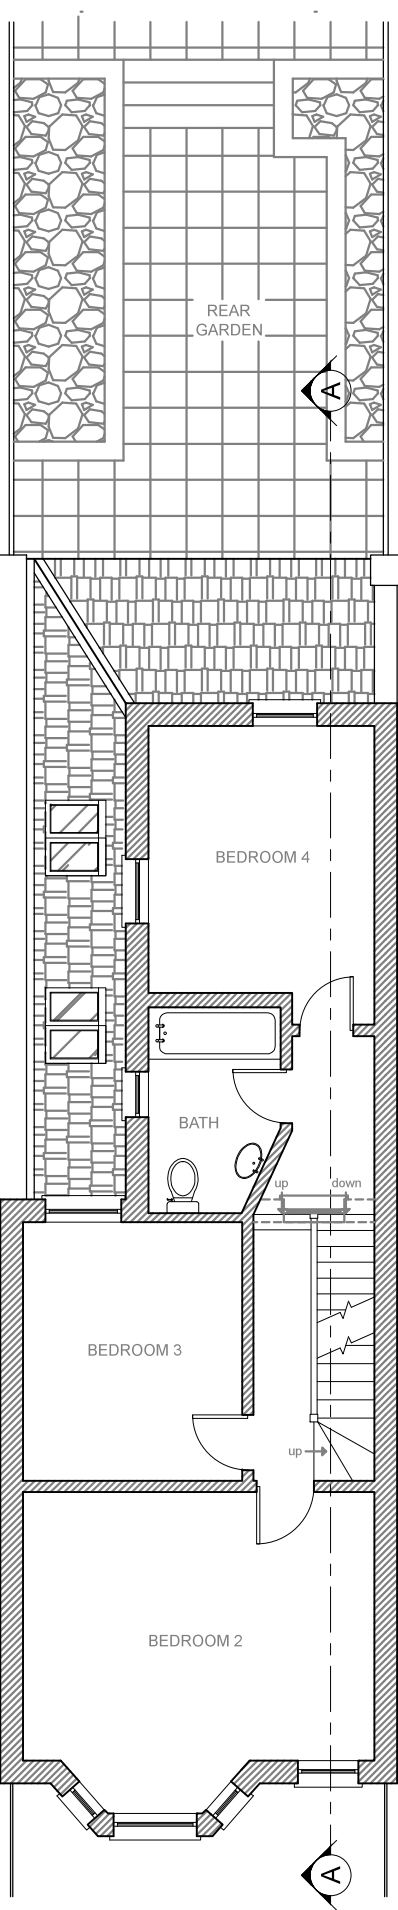 REAR
GARDEN
A
BEDROOM 4
BATH
up
down
BEDROOM 3
up
BEDROOM 2
A